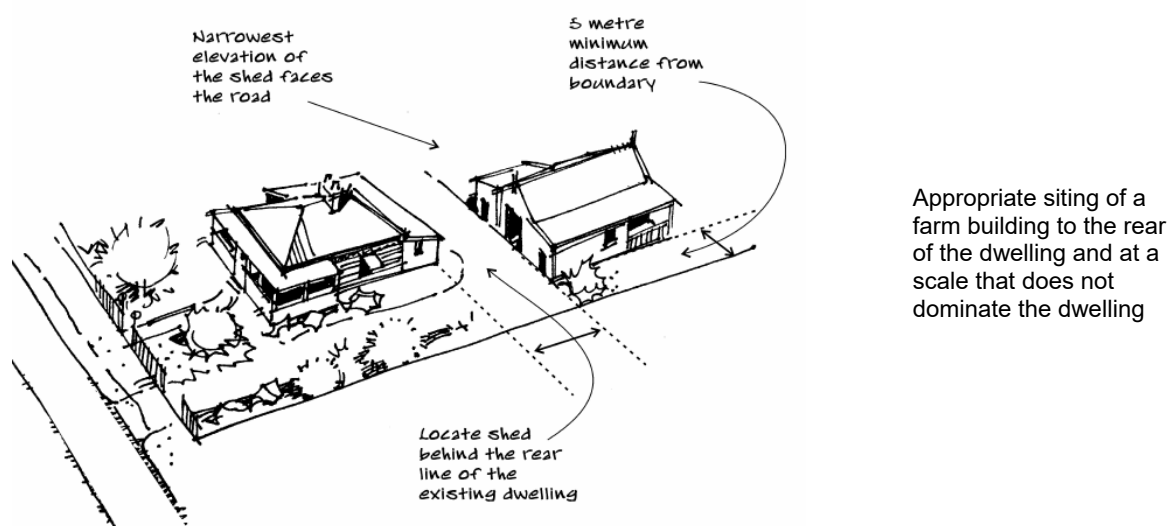 Narrowest
elevation of
the shed faces
the road
5 metre
minimum
distance from
boundary
Locate shed
behind the rear
line of the
existing dwelling
Appropriate siting of a
farm building to the rear
of the dwelling and at a
scale that does not
dominate the dwelling